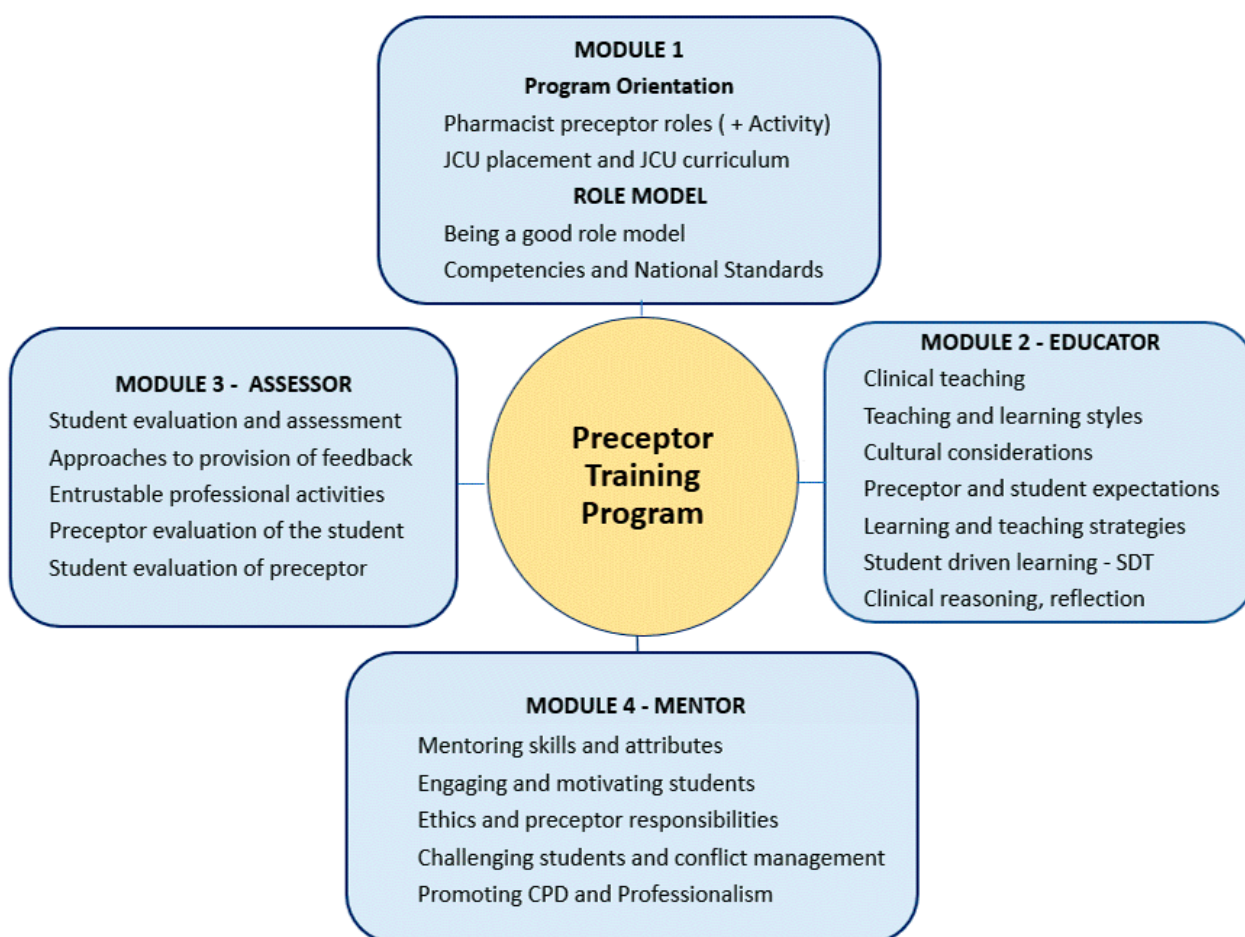 MODULE 1
Program Orientation
Pharmacist preceptor roles ( + Activity)
JCU placement and JCU curriculum
ROLE MODEL
Being a good role model
Competencies and National Standards
MODULE 2 - EDUCATOR
Clinical teaching
Teaching and learning styles
Cultural considerations
Preceptor and student expectations
Learning and teaching strategies
Student driven learning - SDT
Clinical reasoning, reflection
MODULE 3 - ASSESSOR
Student evaluation and assessment
Approaches to provision of feedback
Entrustable professional activities
Preceptor evaluation of the student
Student evaluation of preceptor
Preceptor
Training
Program
MODULE 4 - MENTOR
Mentoring skills and attributes
Engaging and motivating students
Ethics and preceptor responsibilities
Challenging students and conflict management
Promoting CPD and Professionalism